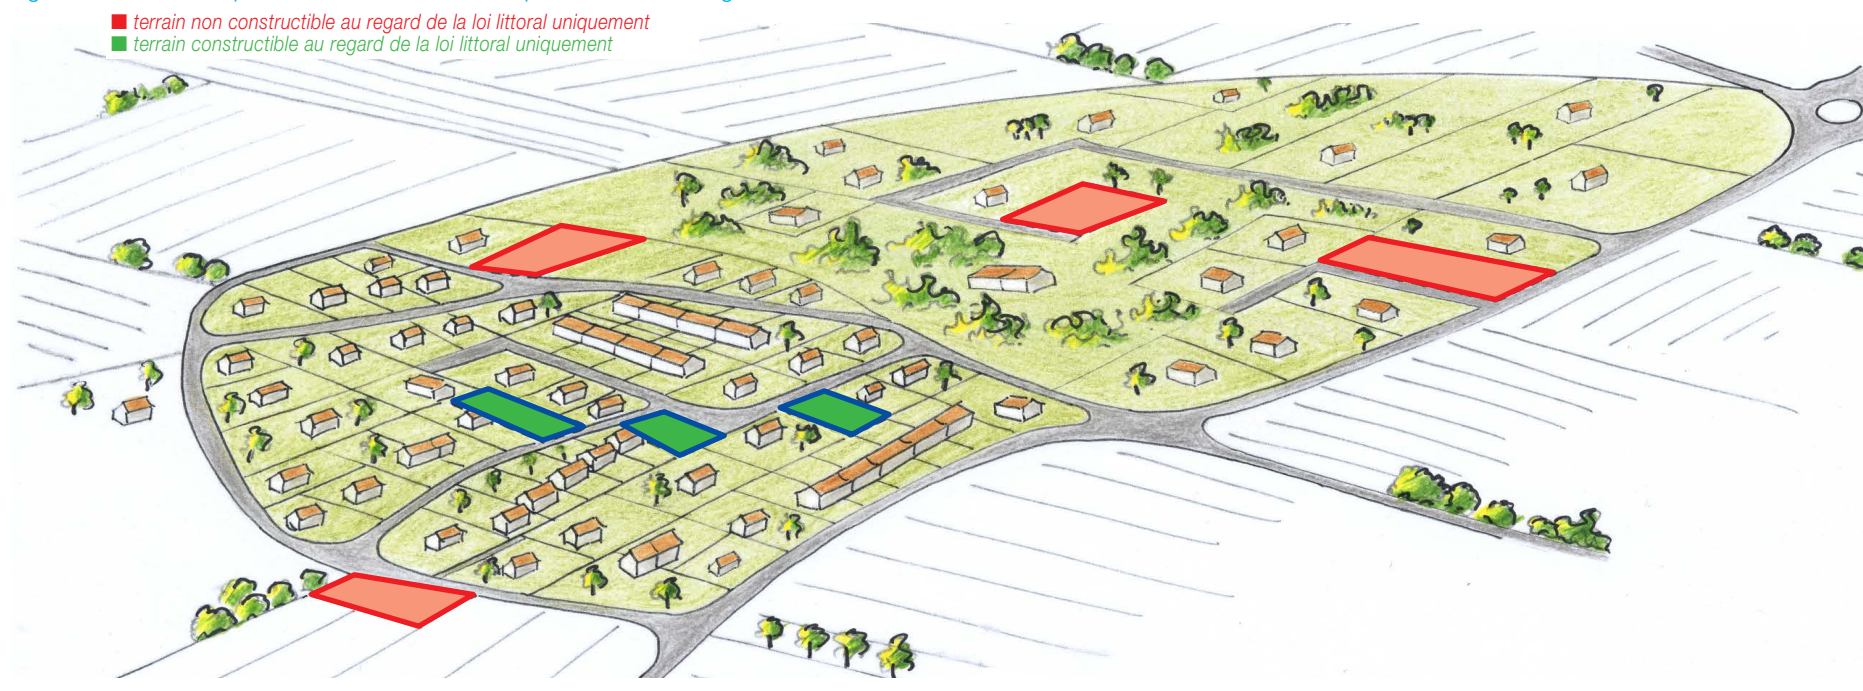 terrain non constructible au regard de la loi littoral uniquement
terrain constructible au regard de la loi littoral uniquement